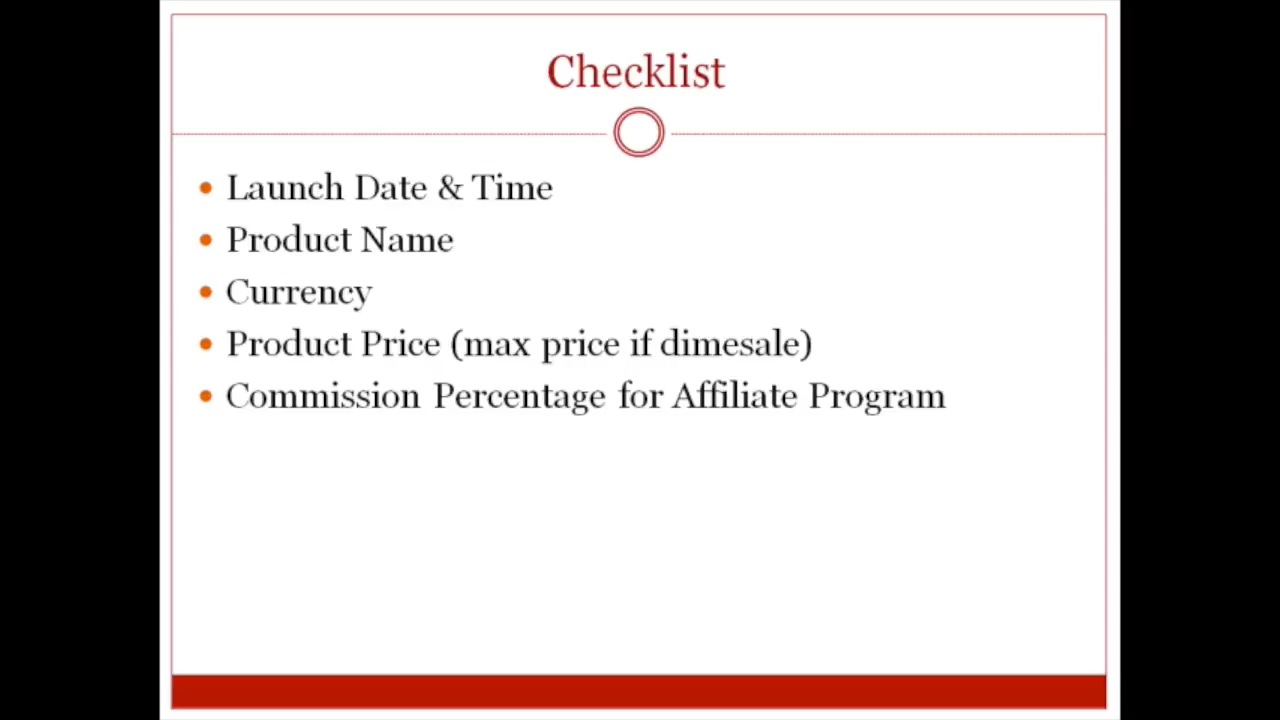 Checklist
Launch Date & Time
Product Name
Currency
Product Price (max price if dimesale)
Commission Percentage for Affiliate Program